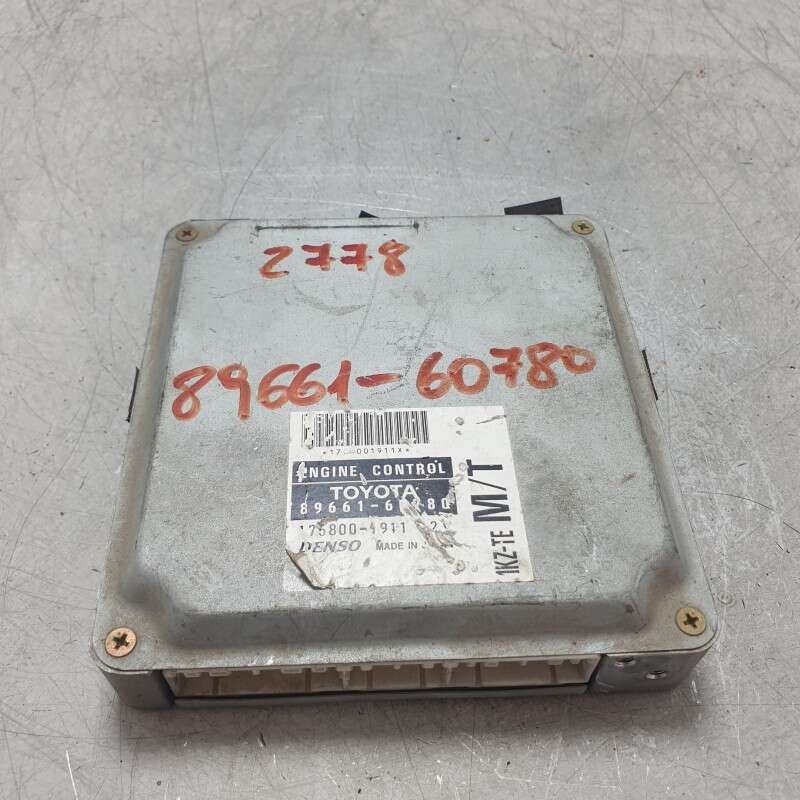 2778
89661-60780
ENGINE CONTROL
TOYOTA
DENSO MADE IN
M/T
1KZ-TE